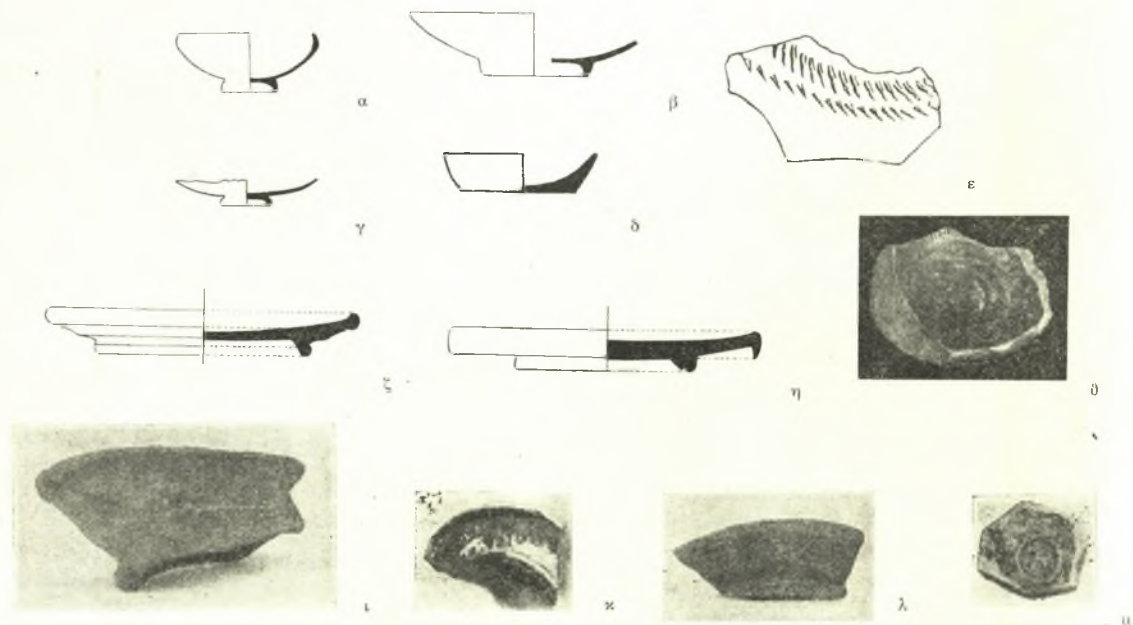 α
β
ε
γ
δ
ζ
η
θ
ι
κ
λ
μ